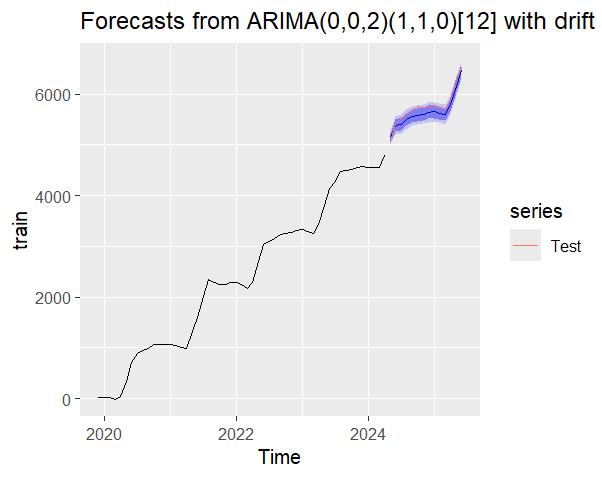 Forecasts from ARIMA(0,0,2)(1,1,0)[12] with drift
6000
4000
2000
0
train
2020
2022
2024
Time
series
Test